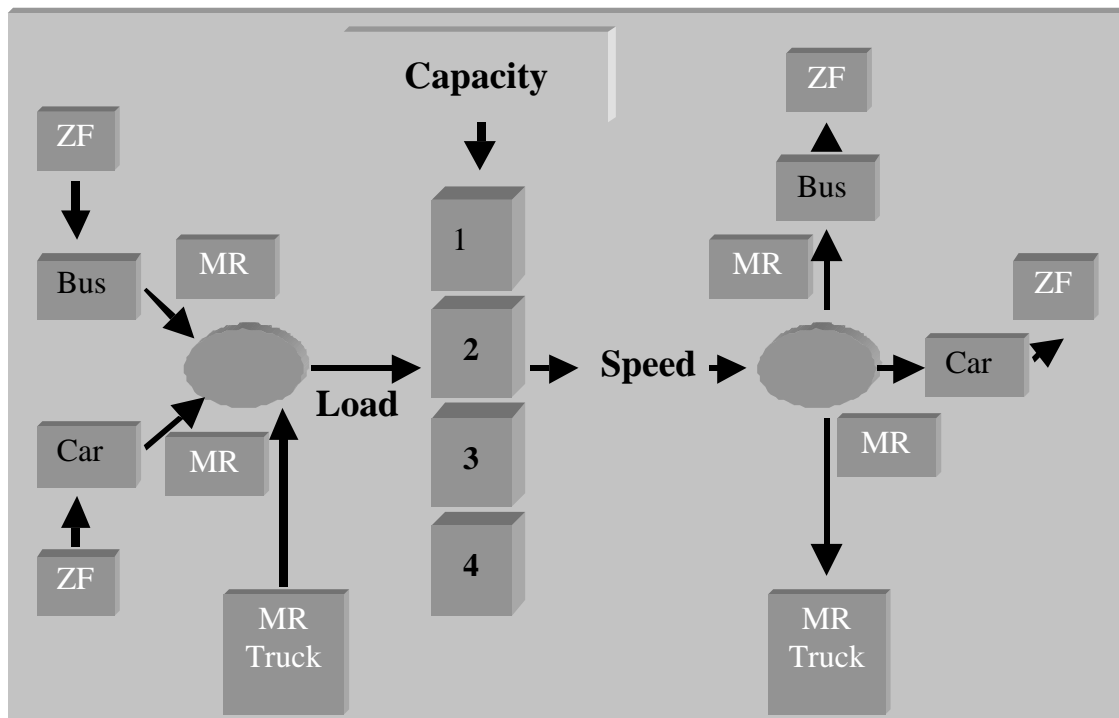 Capacity
ZF
ZF
Bus
MR
Bus
1
MR
ZF
2
Speed
Car
Load
Car
MR
3
MR
ZF
4
MR
Truck
MR
Truck